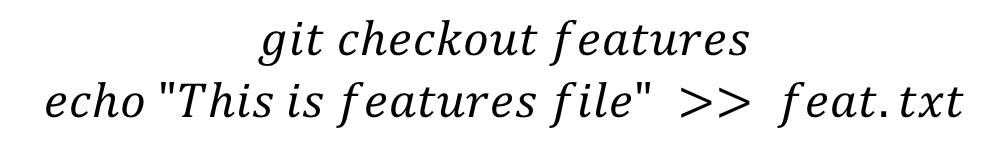 git checkout features
echo "This is features file" >> feat.txt